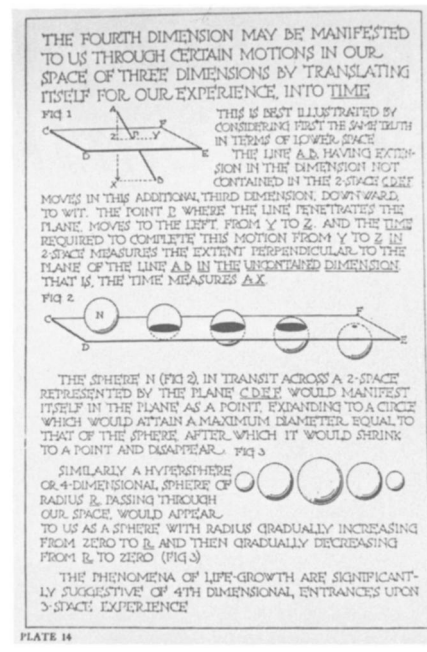 THE FOURTH DIMENSION MAY BE MANIFESTED
TO US THROUGH CERTAIN MOTIONS IN OUR
SPACE OF THREE DIMENSIONS BY TRANSLATING
ITSELF FOR OUR EXPERIENCE, INTO TIME
FIG 1
A
C
F
Z
P
Y
D
E
X
B
THIS IS BEST ILLUSTRATED BY
CONSIDERING FIRST THE SAME TRUTH
IN TERMS OF LOWER SPACE
THE LINE A.B. HAVING EXTEN-
SION IN THE DIMENSION NOT
CONTAINED IN THE 2-SPACE C.D.E.F.
MOVES IN THIS ADDITIONAL, THIRD DIMENSION, DOWNWARD,
TO WIT, THE POINT P, WHERE THE LINE PENETRATES THE
PLANE, MOVES TO THE LEFT, FROM Y TO Z, AND THE TIME
REQUIRED TO COMPLETE THIS MOTION FROM Y TO Z IN
2-SPACE MEASURES THE EXTENT PERPENDICULAR TO THE
PLANE OF THE LINE A.B IN THE UNCONTAINED DIMENSION,
THAT IS, THE TIME MEASURES A.X.
FIG 2
C
N
F
D
E
THE SPHERE N (FIG 2), IN TRANSIT ACROSS A 2-SPACE
REPRESENTED BY THE PLANE C.D.E.F. WOULD MANIFEST
ITSELF IN THE PLANE AS A POINT, EXPANDING TO A CIRCLE
WHICH WOULD ATTAIN A MAXIMUM DIAMETER EQUAL TO
THAT OF THE SPHERE, AFTER WHICH IT WOULD SHRINK
TO A POINT AND DISAPPEAR.
FIG 3
SIMILARLY A HYPERSPHERE
OR 4-DIMENSIONAL SPHERE OF
RADIUS R, PASSING THROUGH
OUR SPACE, WOULD APPEAR
TO US AS A SPHERE WITH RADIUS GRADUALLY INCREASING
FROM ZERO TO R AND THEN GRADUALLY DECREASING
FROM R TO ZERO (FIG 3)
THE PHENOMENA OF LIFE-GROWTH ARE SIGNIFICANT-
LY SUGGESTIVE OF 4TH DIMENSIONAL ENTRANCES UPON
3-SPACE EXPERIENCE
PLATE 14